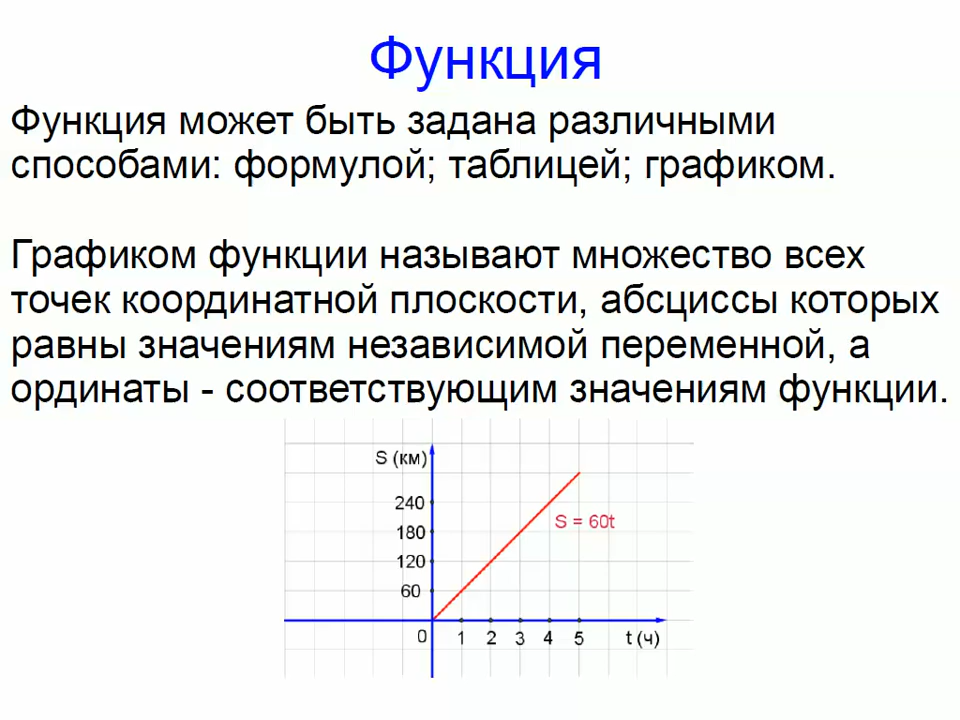 Функция
Функция может быть задана различными
способами: формулой; таблицей; графиком.
Графиком функции называют множество всех
точек координатной плоскости, абсциссы которых
равны значениям независимой переменной, а
ординаты - соответствующим значениям функции.
S (км)
240
S = 60t
180
120
60
0 1 2 3 4 5 t (ч)